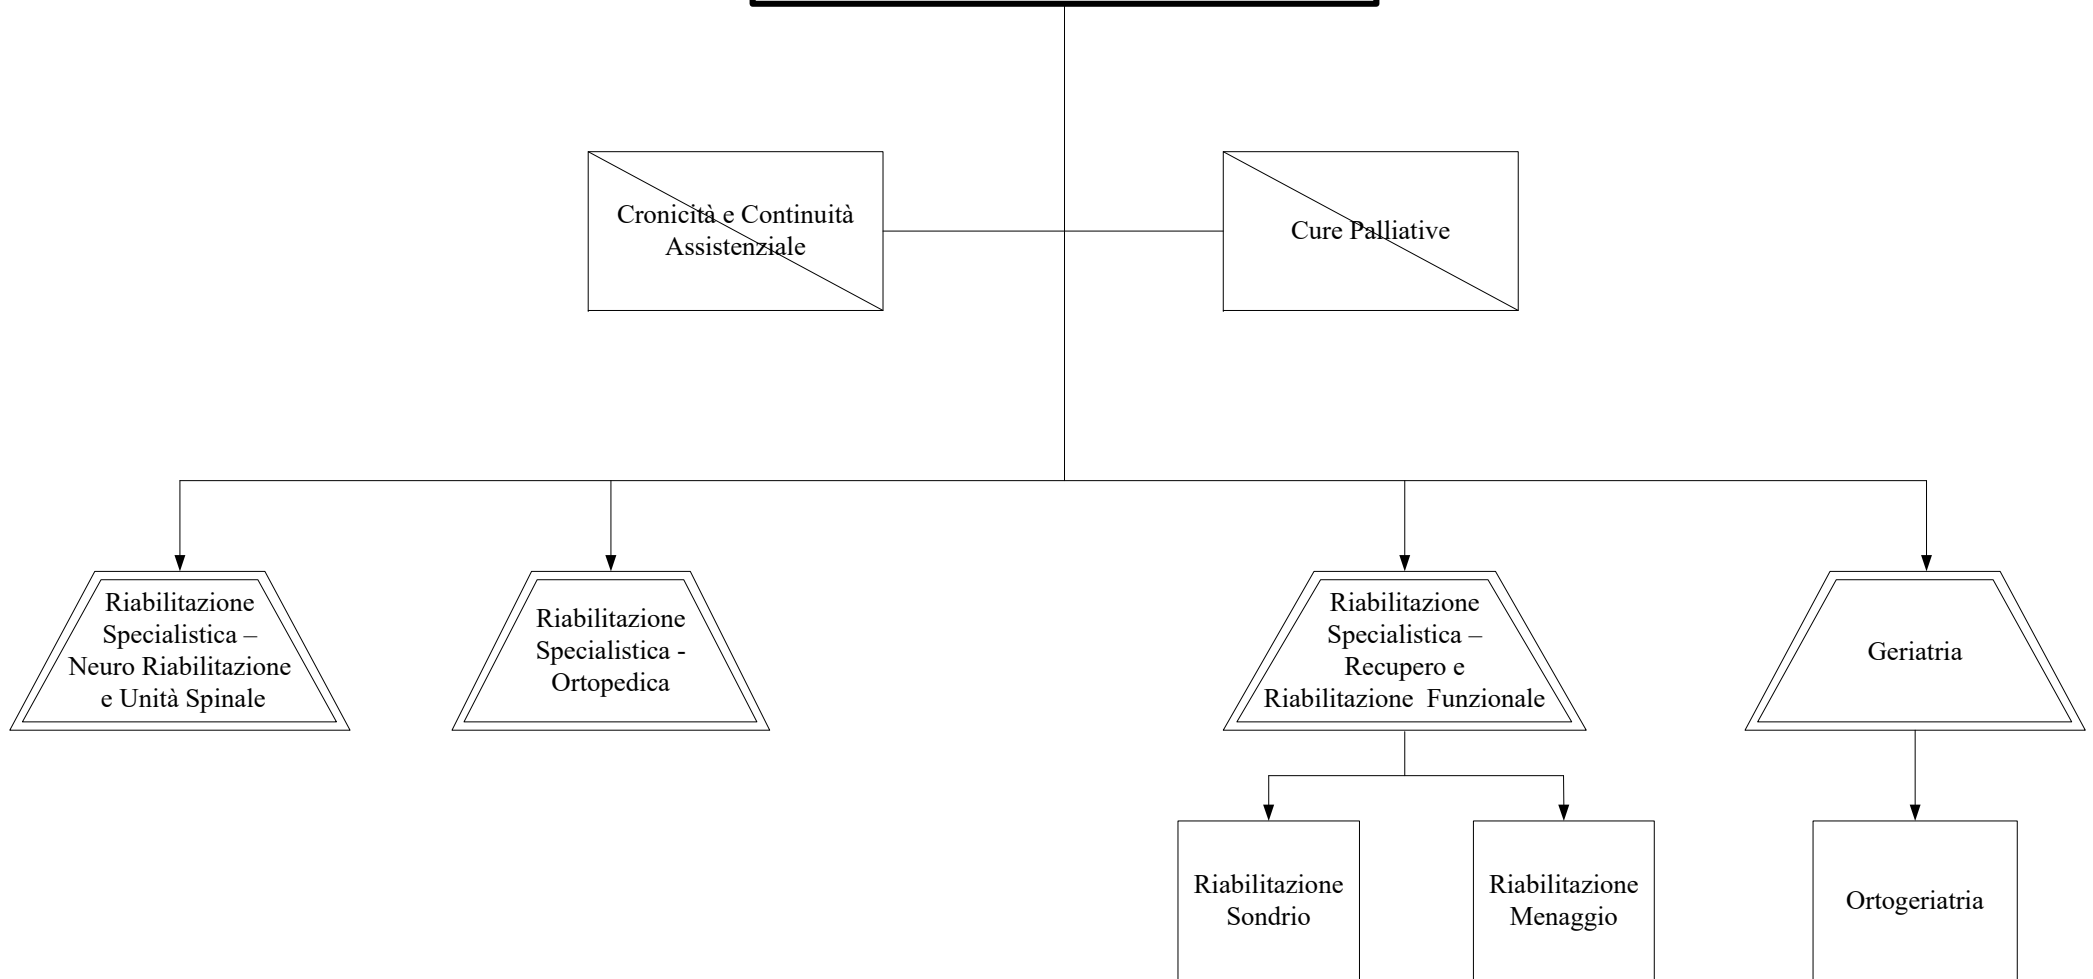 Cronicità e Continuità
Assistenziale
Cure Palliative
Riabilitazione
Specialistica –
Neuro Riabilitazione
e Unità Spinale
Riabilitazione
Specialistica -
Ortopedica
Riabilitazione
Specialistica –
Recupero e
Riabilitazione  Funzionale
Geriatria
Riabilitazione
Sondrio
Riabilitazione
Menaggio
Ortogeriatria